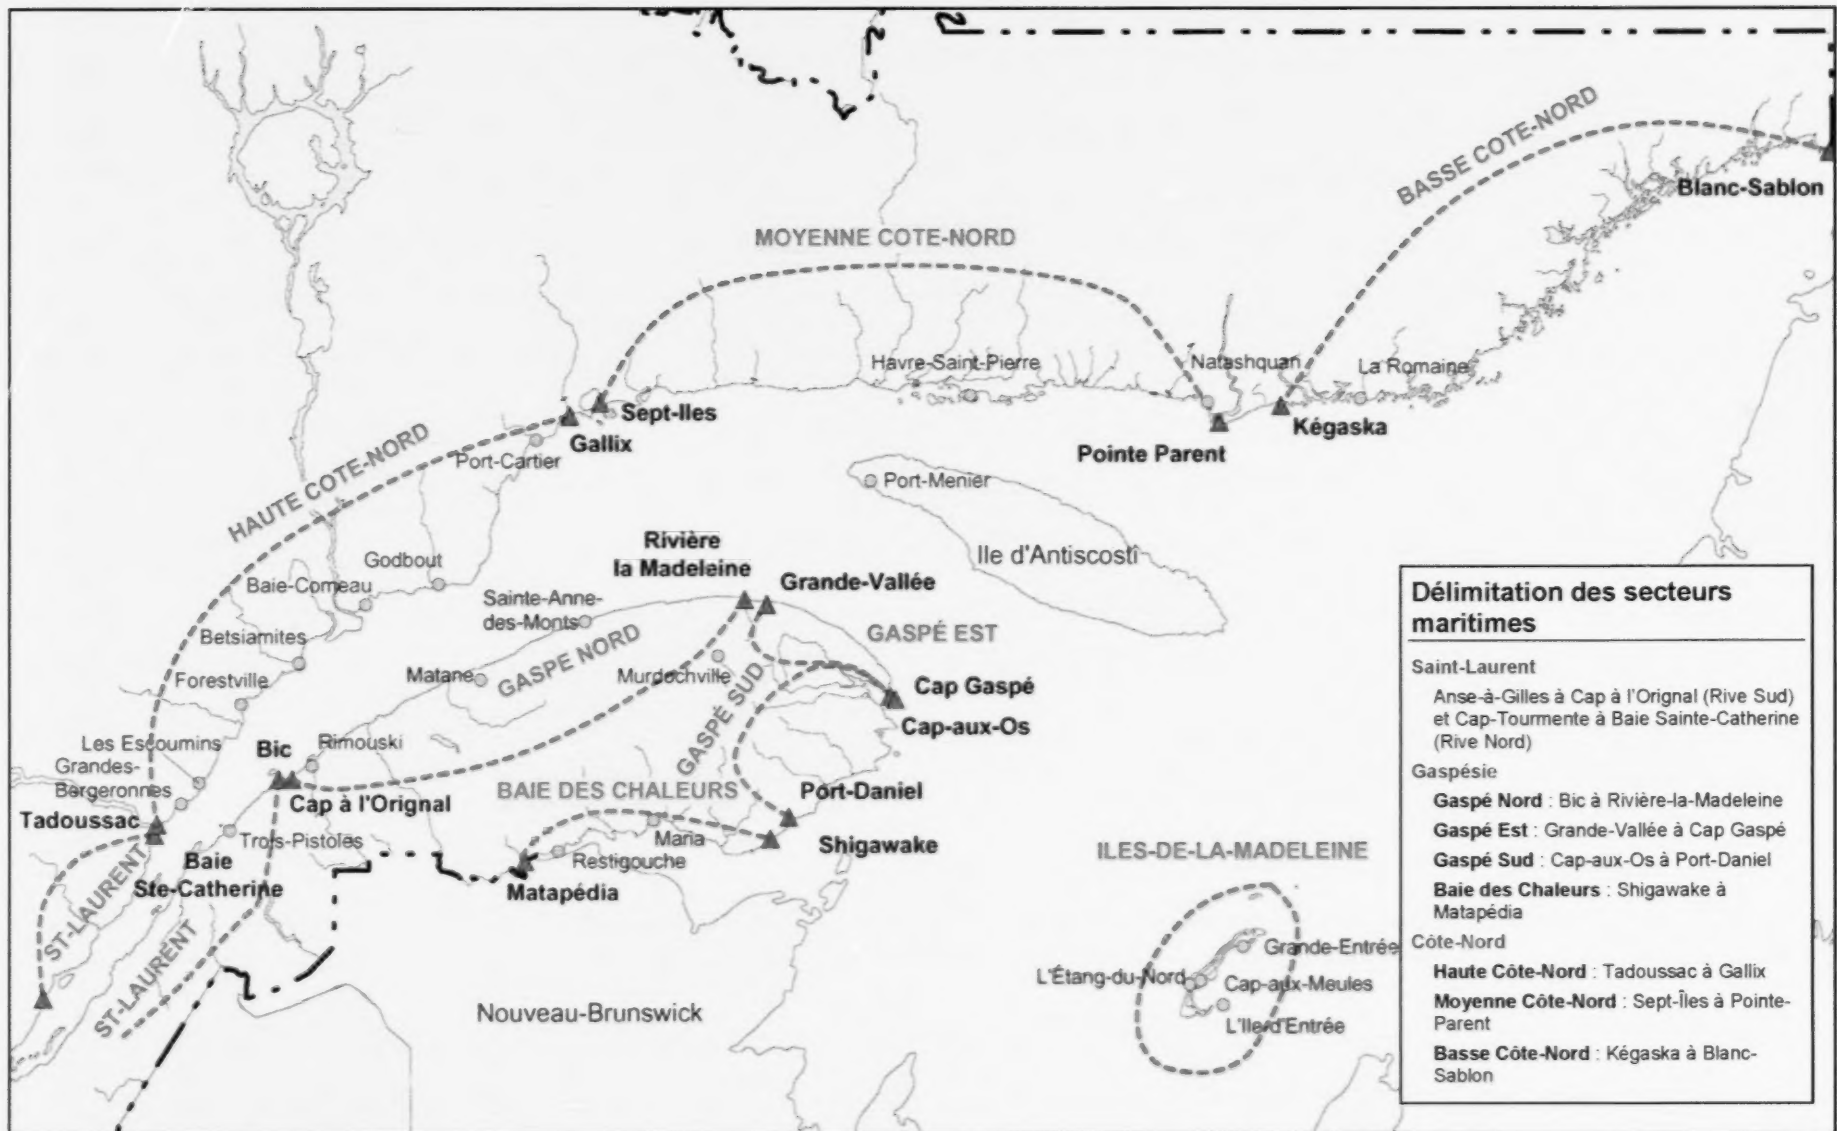 BASSE COTE-NORD
Blanc-Sablon
MOYENNE COTE-NORD
Havre-Saint-Pierre
Natashquan
La Romaine
Sept-Iles
Gallix
Kégaska
Pointe Parent
HAUTE COTE-NORD
Port-Cartier
Port-Menier
Ile d'Antiscosti
Rivière
la Madeleine
Grande-Vallée
Godbout
Baie-Comeau
Sainte-Anne-
des-Monts
Betsiamites
GASPÉ EST
GASPE NORD
Murdochville
GASPÉ SUD
Matane
Forestville
Cap Gaspé
Cap-aux-Os
Les Escoumins
Bic
Rimouski
Grandes-
Bergeronnes
Cap à l'Orignal
BAIE DES CHALEURS
Port-Daniel
Tadoussac
Trois-Pistoles
Maria
Shigawake
Baie
Ste-Catherine
Restigouche
Matapédia
ST-LAURENT
ST-LAURENT
ILES-DE-LA-MADELEINE
Grande-Entrée
L'Étang-du-Nord
Cap-aux-Meules
L'Ile d'Entrée
Nouveau-Brunswick
Délimitation des secteurs
maritimes
Saint-Laurent
Anse-à-Gilles à Cap à l'Orignal (Rive Sud)
et Cap-Tourmente à Baie Sainte-Catherine
(Rive Nord)
Gaspésie
Gaspé Nord : Bic à Rivière-la-Madeleine
Gaspé Est : Grande-Vallée à Cap Gaspé
Gaspé Sud : Cap-aux-Os à Port-Daniel
Baie des Chaleurs : Shigawake à
Matapédia
Côte-Nord
Haute Côte-Nord : Tadoussac à Gallix
Moyenne Côte-Nord : Sept-Îles à Pointe-
Parent
Basse Côte-Nord : Kégaska à Blanc-
Sablon